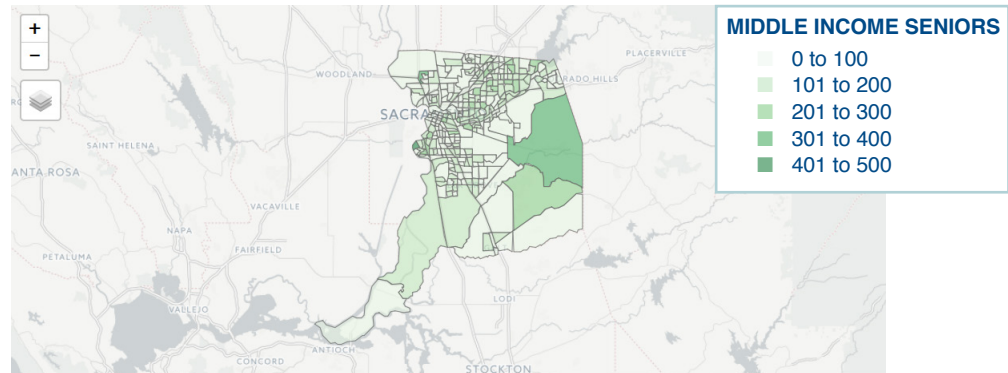 +
−
MIDDLE INCOME SENIORS
0 to 100
101 to 200
201 to 300
301 to 400
401 to 500
PLACERVILLE
WOODLAND
RADO HILLS
SACRA
SAINT HELENA
ANTA ROSA
VACAVILLE
NAPA
FAIRFIELD
PETALUMA
LODI
VALLEJO
ANTIOCH
CONCORD
STOCKTON